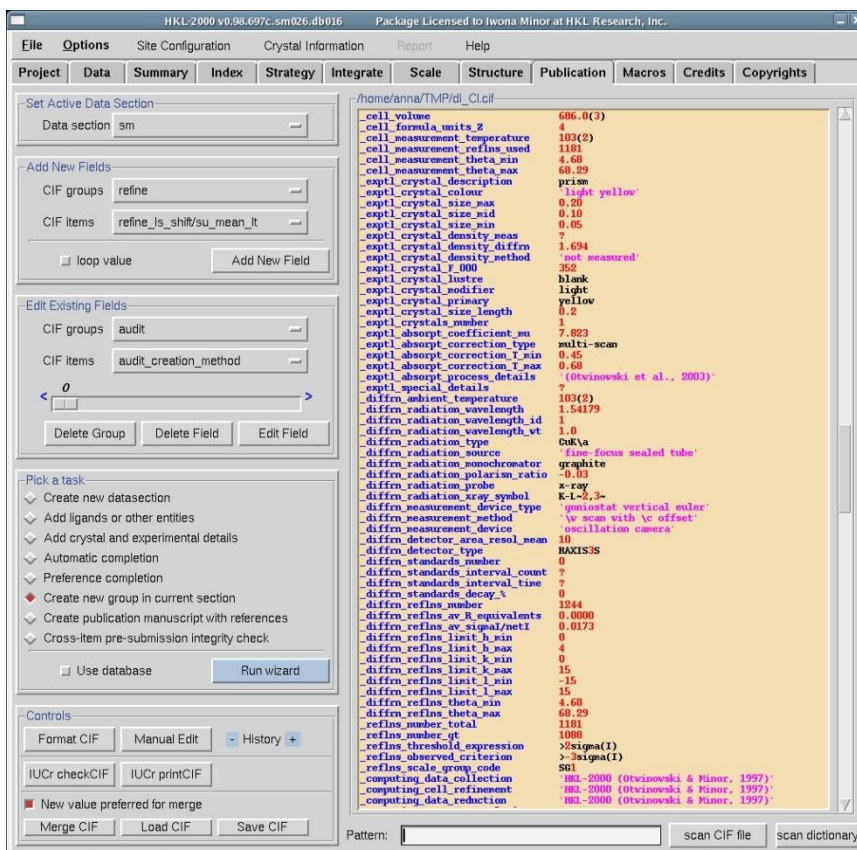 HKL-2000 v0.98.697c.sm026.db016 Package Licensed to Iwona Minor at HKL Research, Inc.
File Options Site Configuration Crystal Information Report Help
Project Data Summary Index Strategy Integrate Scale Structure Publication Macros Credits Copyrights
Set Active Data Section
Data section sm
Add New Fields
CIF groups refine
CIF items refine_ls_shift/su_mean_lt
loop value Add New Field
Edit Existing Fields
CIF groups audit
CIF items audit_creation_method
0
< >
Delete Group Delete Field Edit Field
Pick a task
Create new datasection
Add ligands or other entities
Add crystal and experimental details
Automatic completion
Preference completion
Create new group in current section
Create publication manuscript with references
Cross-item pre-submission integrity check
Use database Run wizard
Controls
Format CIF Manual Edit - History +
IUCr checkCIF IUCr printCIF
New value preferred for merge
Merge CIF Load CIF Save CIF
/home/anna/TMP/di_Cl.cif
_cell_volume 686.0(3)
_cell_formula_units_Z 4
_cell_measurement_temperature 103(2)
_cell_measurement_reflns_used 1181
_cell_measurement_theta_min 4.68
_cell_measurement_theta_max 68.29
_exptl_crystal_description prism
_exptl_crystal_colour 'light yellow'
_exptl_crystal_size_max 0.20
_exptl_crystal_size_mid 0.10
_exptl_crystal_size_min 0.05
_exptl_crystal_density_meas ?
_exptl_crystal_density_diffrn 1.694
_exptl_crystal_density_method 'not measured'
_exptl_crystal_F_000 352
_exptl_crystal_lustre blank
_exptl_crystal_modifier light
_exptl_crystal_primary yellow
_exptl_crystal_size_length 0.2
_exptl_crystals_number 1
_exptl_absorpt_coefficient_mu 7.823
_exptl_absorpt_correction_type multi-scan
_exptl_absorpt_correction_T_min 0.45
_exptl_absorpt_correction_T_max 0.68
_exptl_absorpt_process_details '(Otwinowski et al., 2003)'
_exptl_special_details ?
_diffrn_ambient_temperature 103(2)
_diffrn_radiation_wavelength 1.54179
_diffrn_radiation_wavelength_id 1
_diffrn_radiation_wavelength_wt 1.0
_diffrn_radiation_type CuK\a
_diffrn_radiation_source 'fine-focus sealed tube'
_diffrn_radiation_monochromator graphite
_diffrn_radiation_polarisn_ratio -0.03
_diffrn_radiation_probe x-ray
_diffrn_radiation_xray_symbol K-L~2,3~
_diffrn_measurement_device_type 'goniostat vertical euler'
_diffrn_measurement_method '\w scan with \c offset'
_diffrn_measurement_device 'oscillation camera'
_diffrn_detector_area_resol_mean 10
_diffrn_detector_type RAXIS3S
_diffrn_standards_number 0
_diffrn_standards_interval_count ?
_diffrn_standards_interval_time ?
_diffrn_standards_decay_% 0
_diffrn_reflns_number 1244
_diffrn_reflns_av_R_equivalents 0.0000
_diffrn_reflns_av_sigmaI/netI 0.0173
_diffrn_reflns_limit_h_min 0
_diffrn_reflns_limit_h_max 4
_diffrn_reflns_limit_k_min 0
_diffrn_reflns_limit_k_max 15
_diffrn_reflns_limit_l_min -15
_diffrn_reflns_limit_l_max 15
_diffrn_reflns_theta_min 4.68
_diffrn_reflns_theta_max 68.29
_reflns_number_total 1181
_reflns_number_gt 1088
_reflns_threshold_expression >2sigma(I)
_reflns_observed_criterion >-3sigma(I)
_reflns_scale_group_code SG1
_computing_data_collection 'HKL-2000 (Otwinowski & Minor, 1997)'
_computing_cell_refinement 'HKL-2000 (Otwinowski & Minor, 1997)'
_computing_data_reduction 'HKL-2000 (Otwinowski & Minor, 1997)'
Pattern: scan CIF file scan dictionary